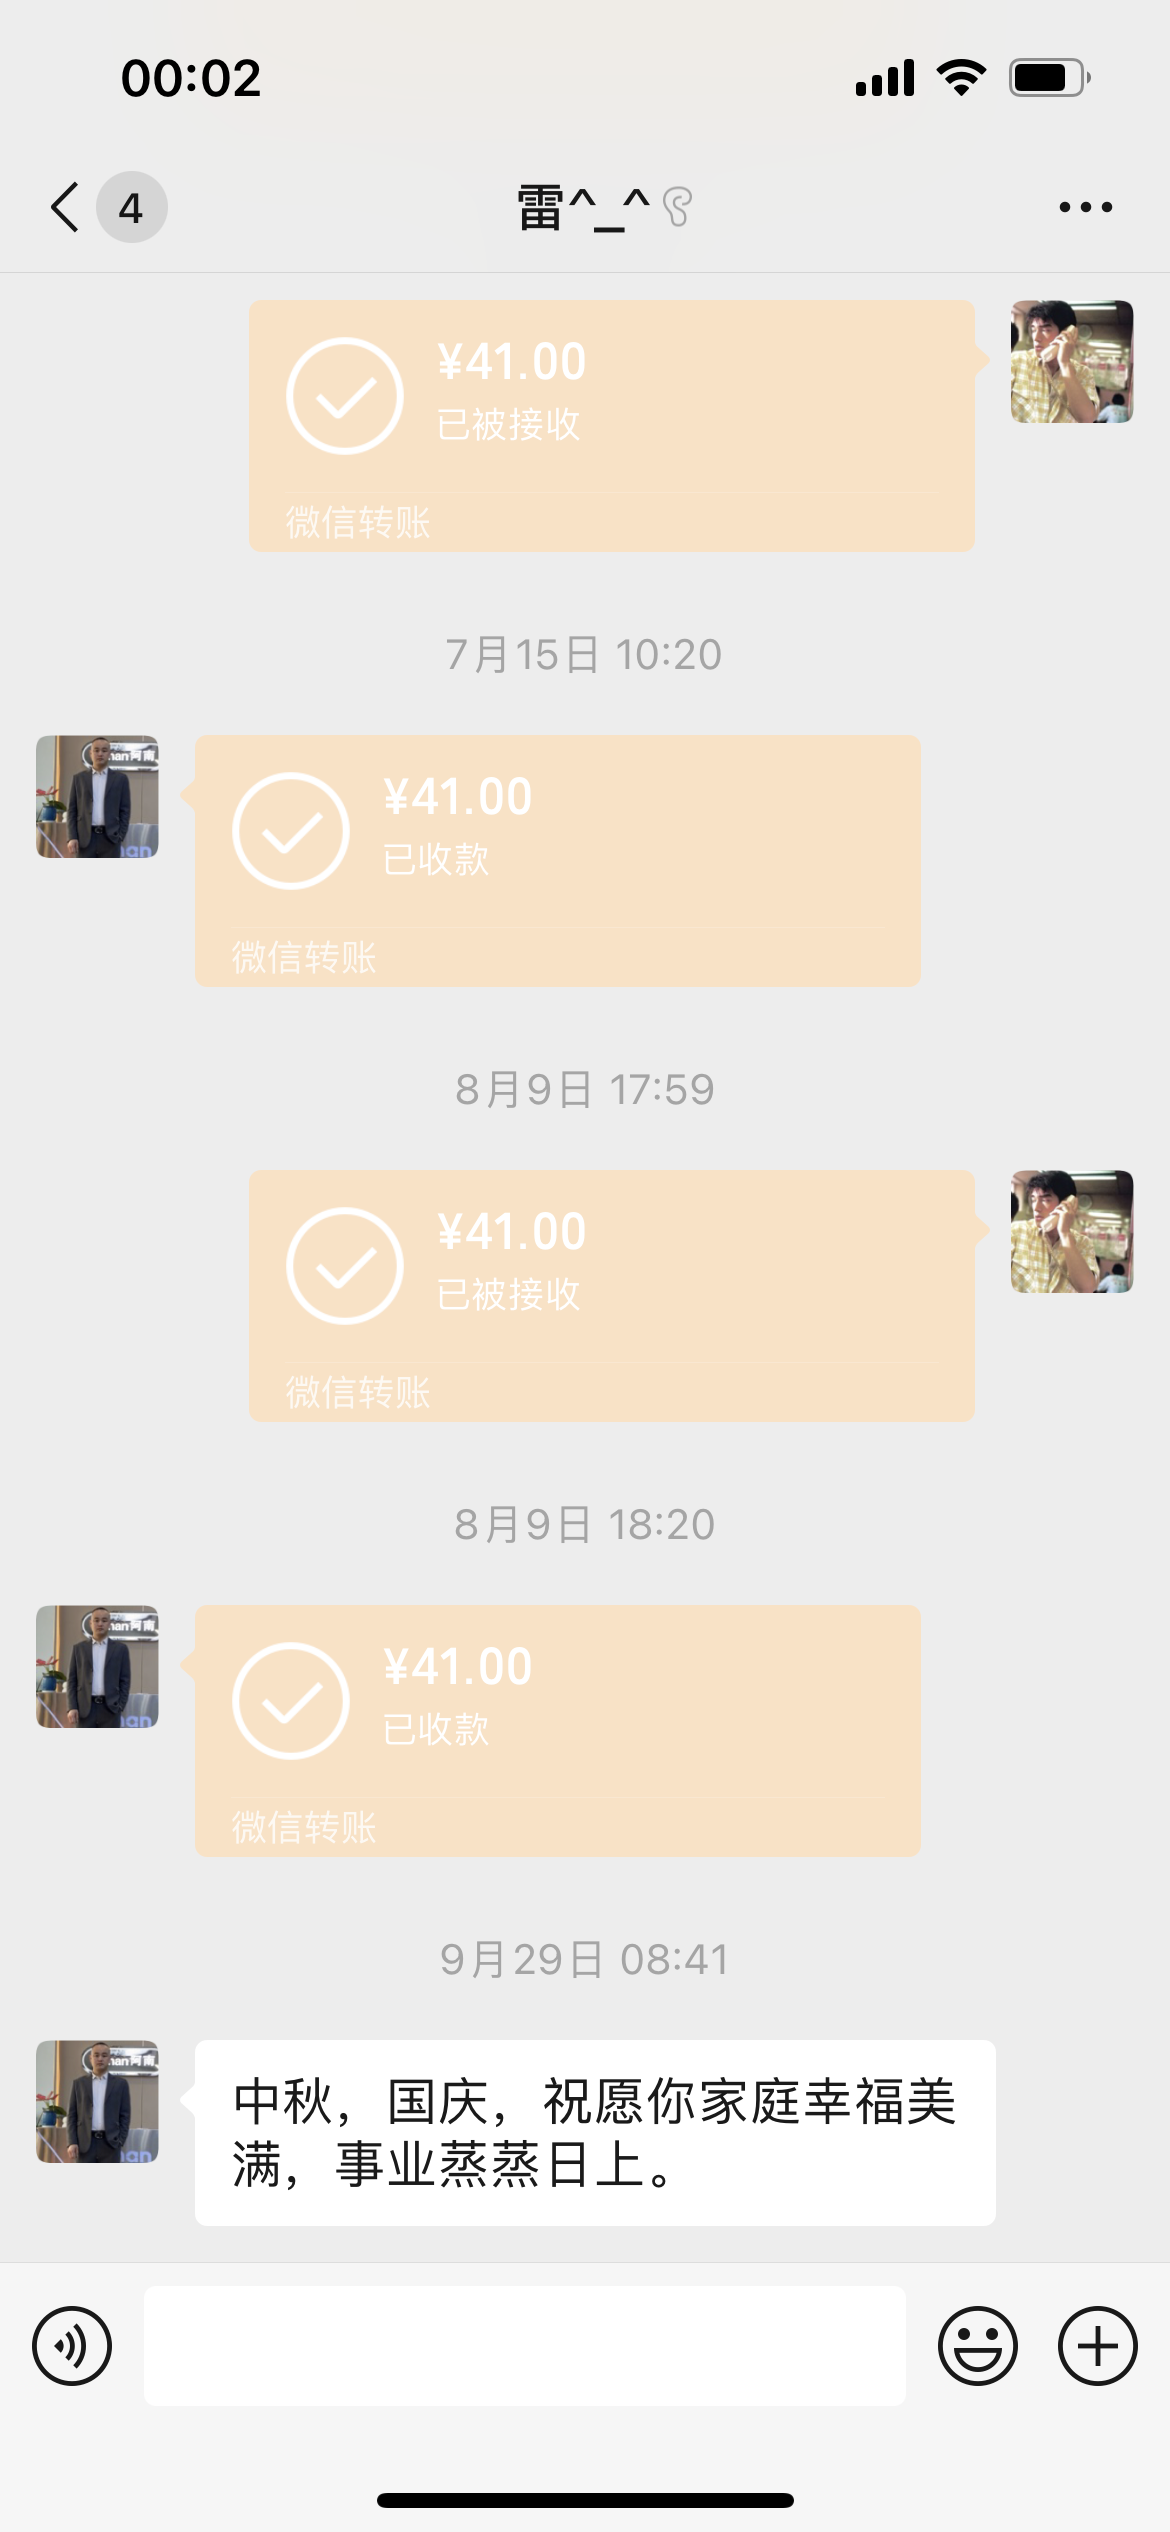 00:02
4
雷^_^
¥41.00
已被接收
微信转账
7月15日 10:20
¥41.00
已收款
微信转账
8月9日 17:59
¥41.00
已被接收
微信转账
8月9日 18:20
¥41.00
已收款
微信转账
9月29日 08:41
中秋，国庆，祝愿你家庭幸福美
满，事业蒸蒸日上。